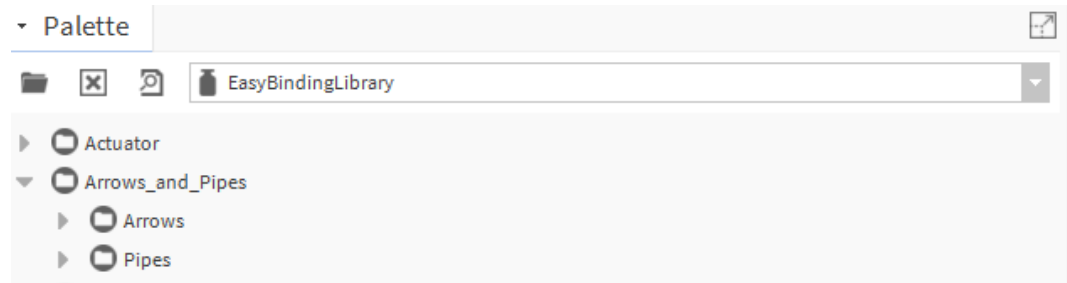 Palette
EasyBindingLibrary
Actuator
Arrows_and_Pipes
Arrows
Pipes